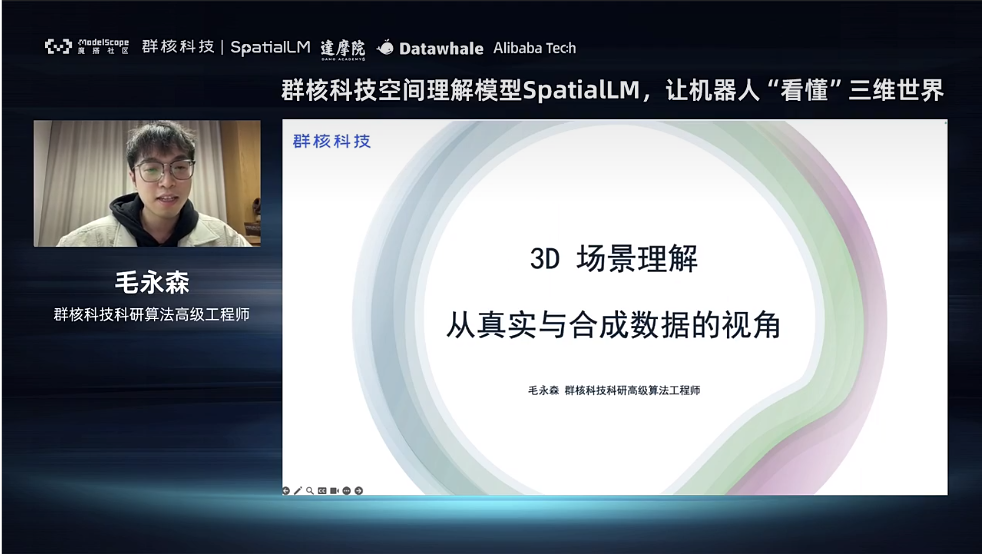 ModelScope
魔搭社区
群核科技 | SpatialLM
達摩院
DAMO ACADEMY
Datawhale
Alibaba Tech
群核科技空间理解模型SpatialLM，让机器人“看懂”三维世界
群核科技
3D 场景理解
从真实与合成数据的视角
毛永森 群核科技科研高级算法工程师
毛永森
群核科技科研算法高级工程师